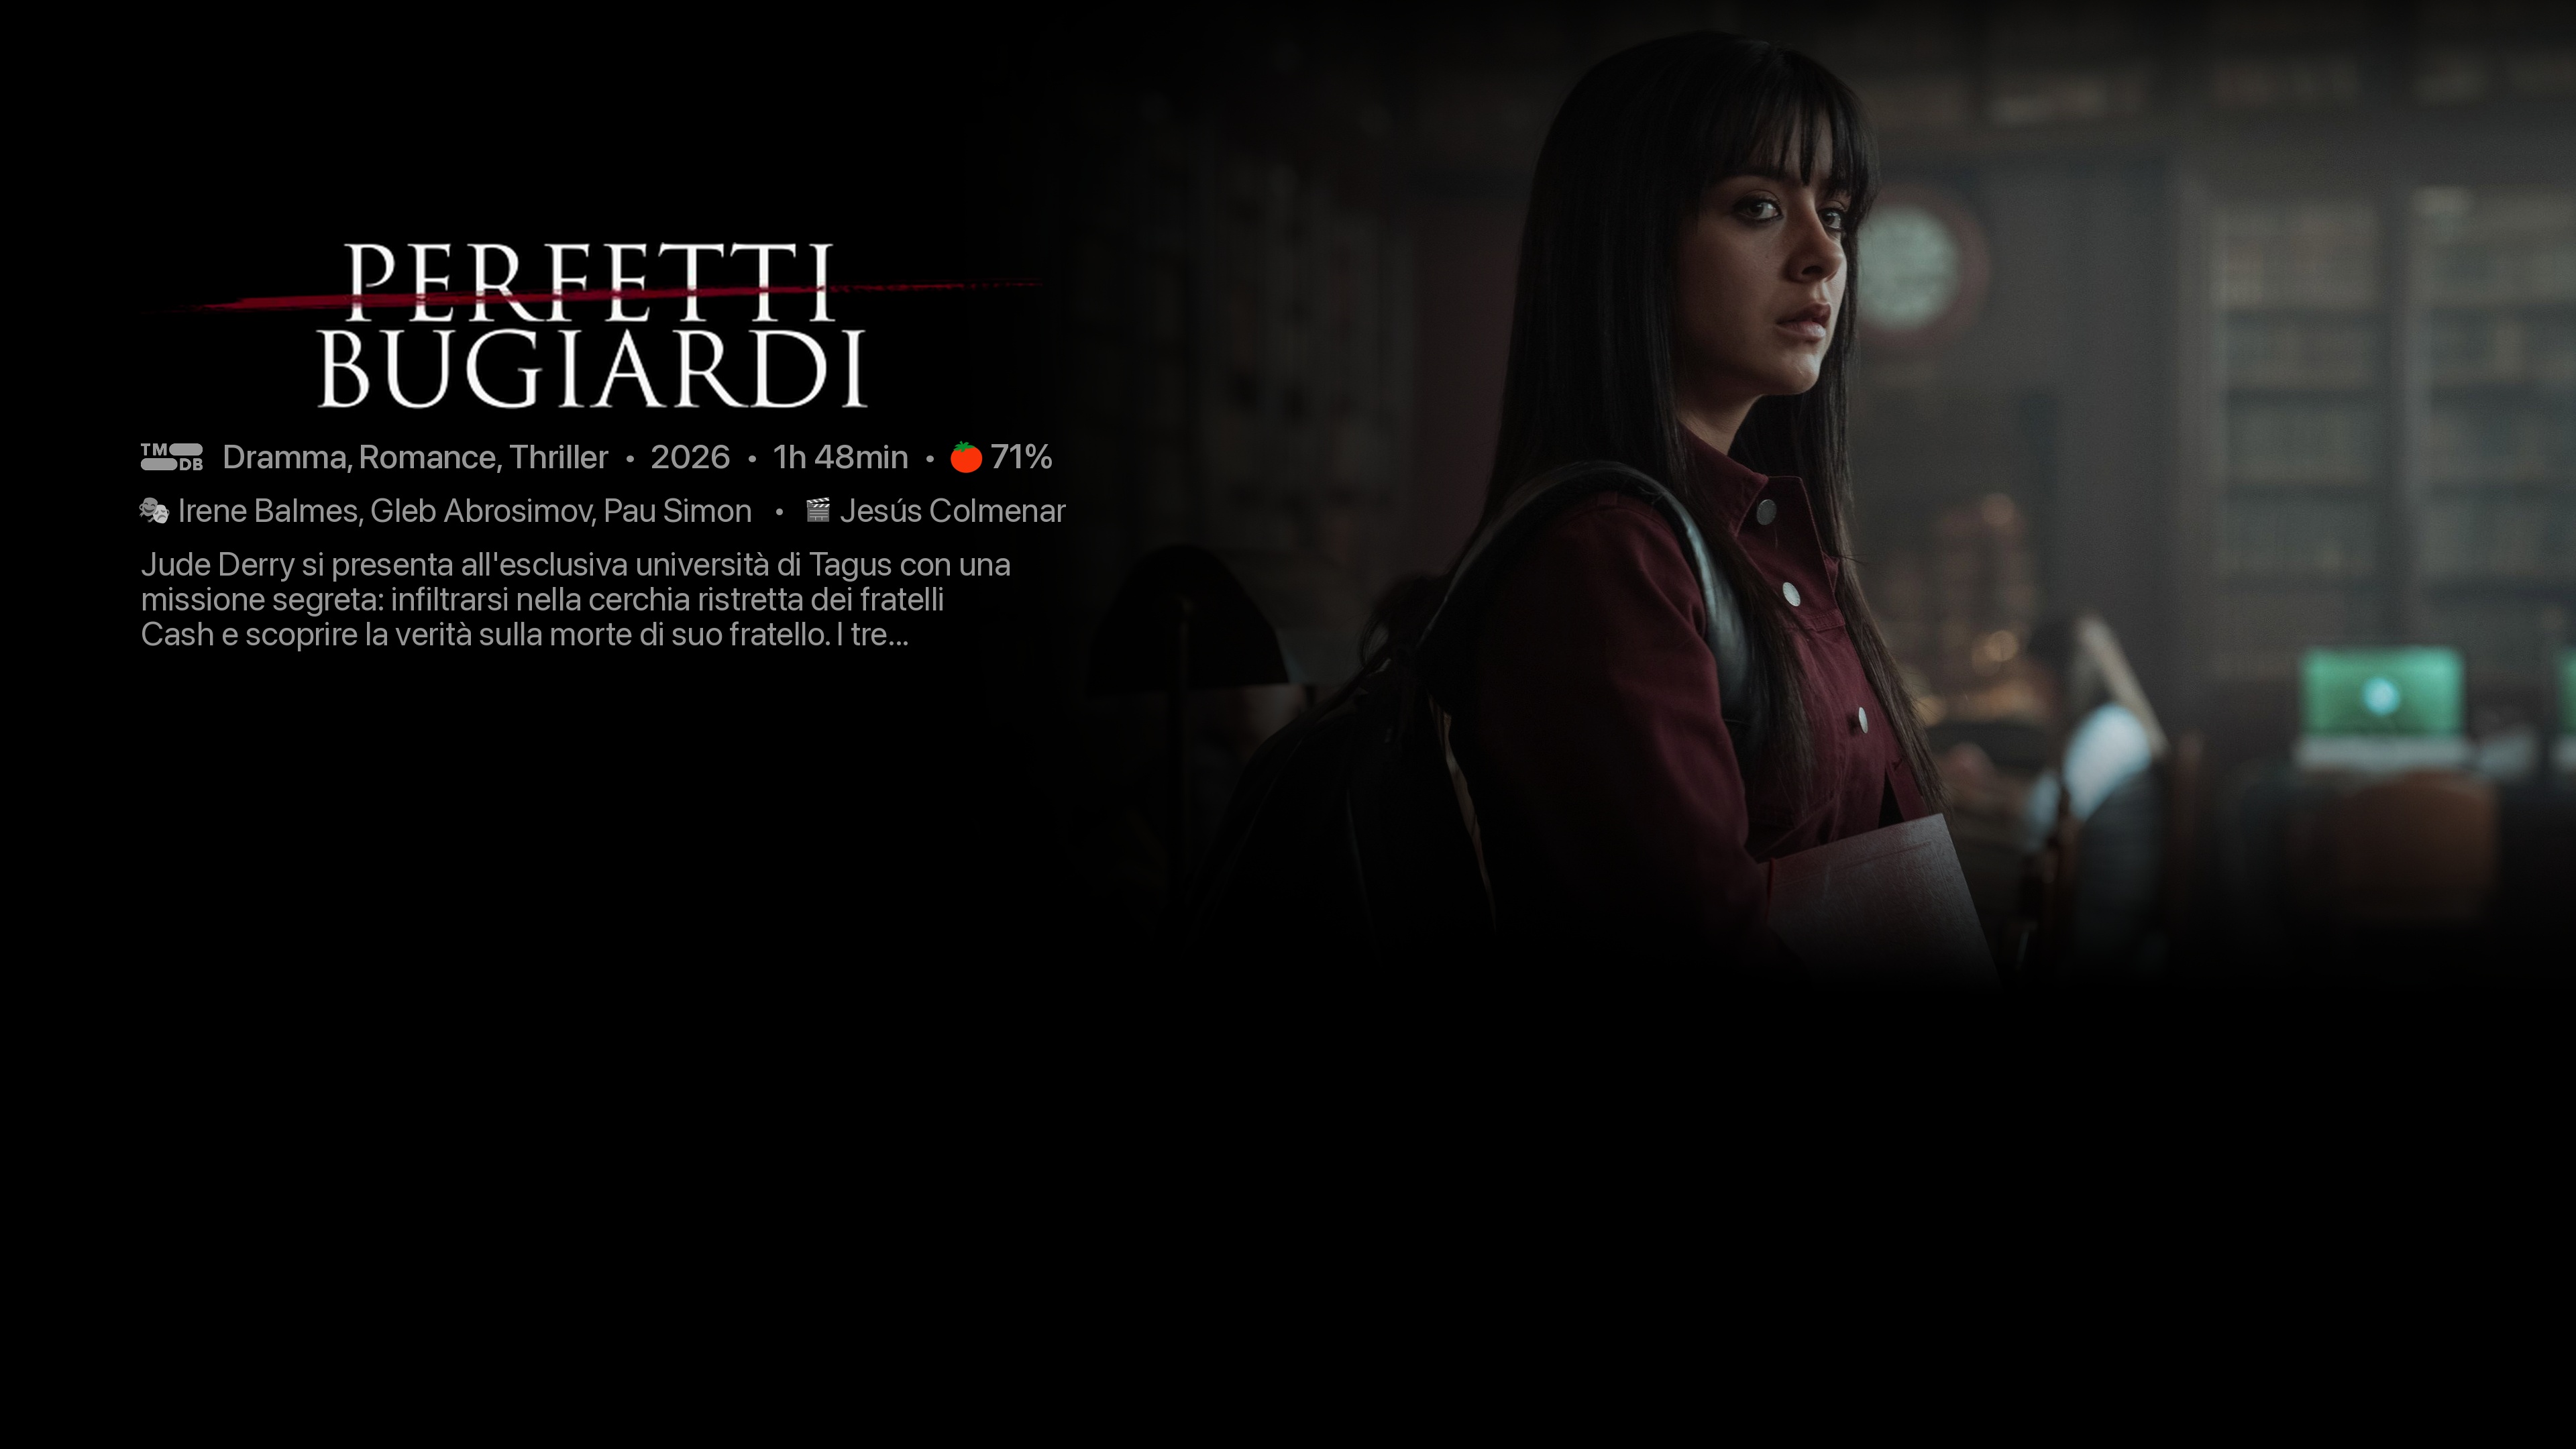 PERFETTI
BUGIARDI
TMDB Dramma, Romance, Thriller • 2026 • 1h 48min • 🍅 71%
🎭 Irene Balmes, Gleb Abrosimov, Pau Simon • 🎬 Jesús Colmenar
Jude Derry si presenta all'esclusiva università di Tagus con una
missione segreta: infiltrarsi nella cerchia ristretta dei fratelli
Cash e scoprire la verità sulla morte di suo fratello. I tre...